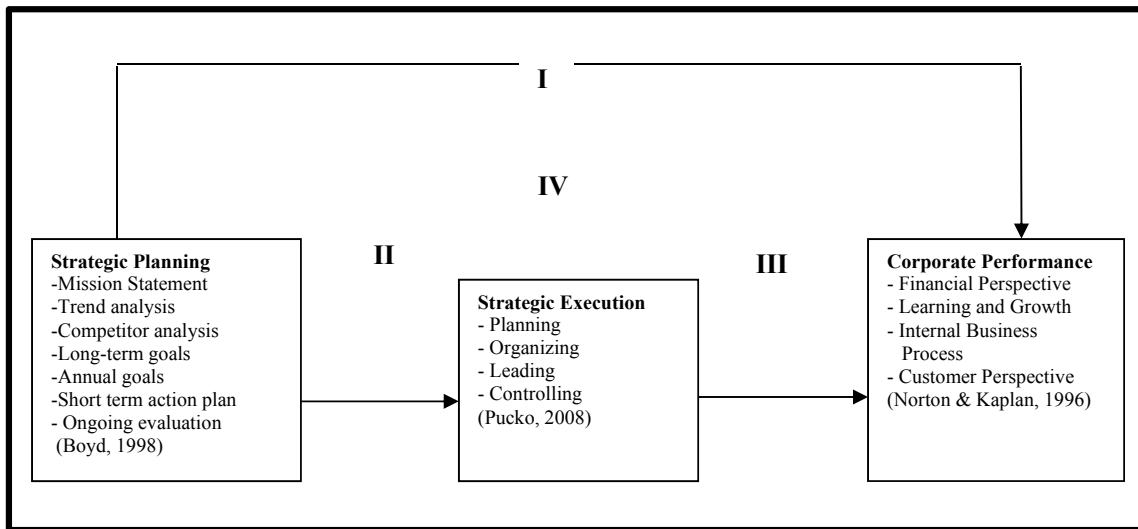 I
IV
II
III
Strategic Planning
-Mission Statement
-Trend analysis
-Competitor analysis
-Long-term goals
-Annual goals
-Short term action plan
- Ongoing evaluation
(Boyd, 1998)
Strategic Execution
- Planning
- Organizing
- Leading
- Controlling
(Pucko, 2008)
Corporate Performance
- Financial Perspective
- Learning and Growth
- Internal Business
Process
- Customer Perspective
(Norton & Kaplan, 1996)